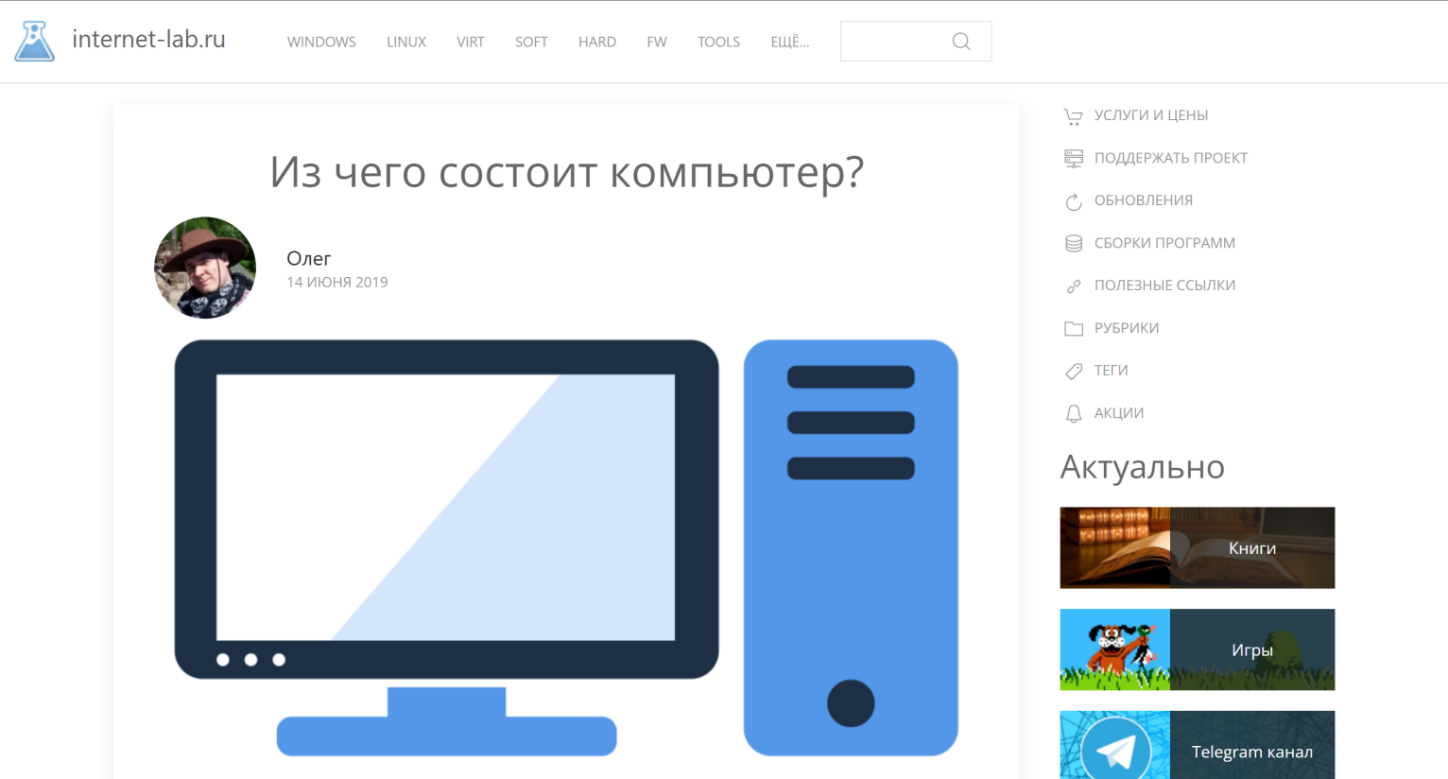 internet-lab.ru
WINDOWS LINUX VIRT SOFT HARD FW TOOLS ЕЩЁ...
Из чего состоит компьютер?
Олег
14 ИЮНЯ 2019
УСЛУГИ И ЦЕНЫ
ПОДДЕРЖАТЬ ПРОЕКТ
ОБНОВЛЕНИЯ
СБОРКИ ПРОГРАММ
ПОЛЕЗНЫЕ ССЫЛКИ
РУБРИКИ
ТЕГИ
АКЦИИ
Актуально
Книги
Игры
Telegram канал